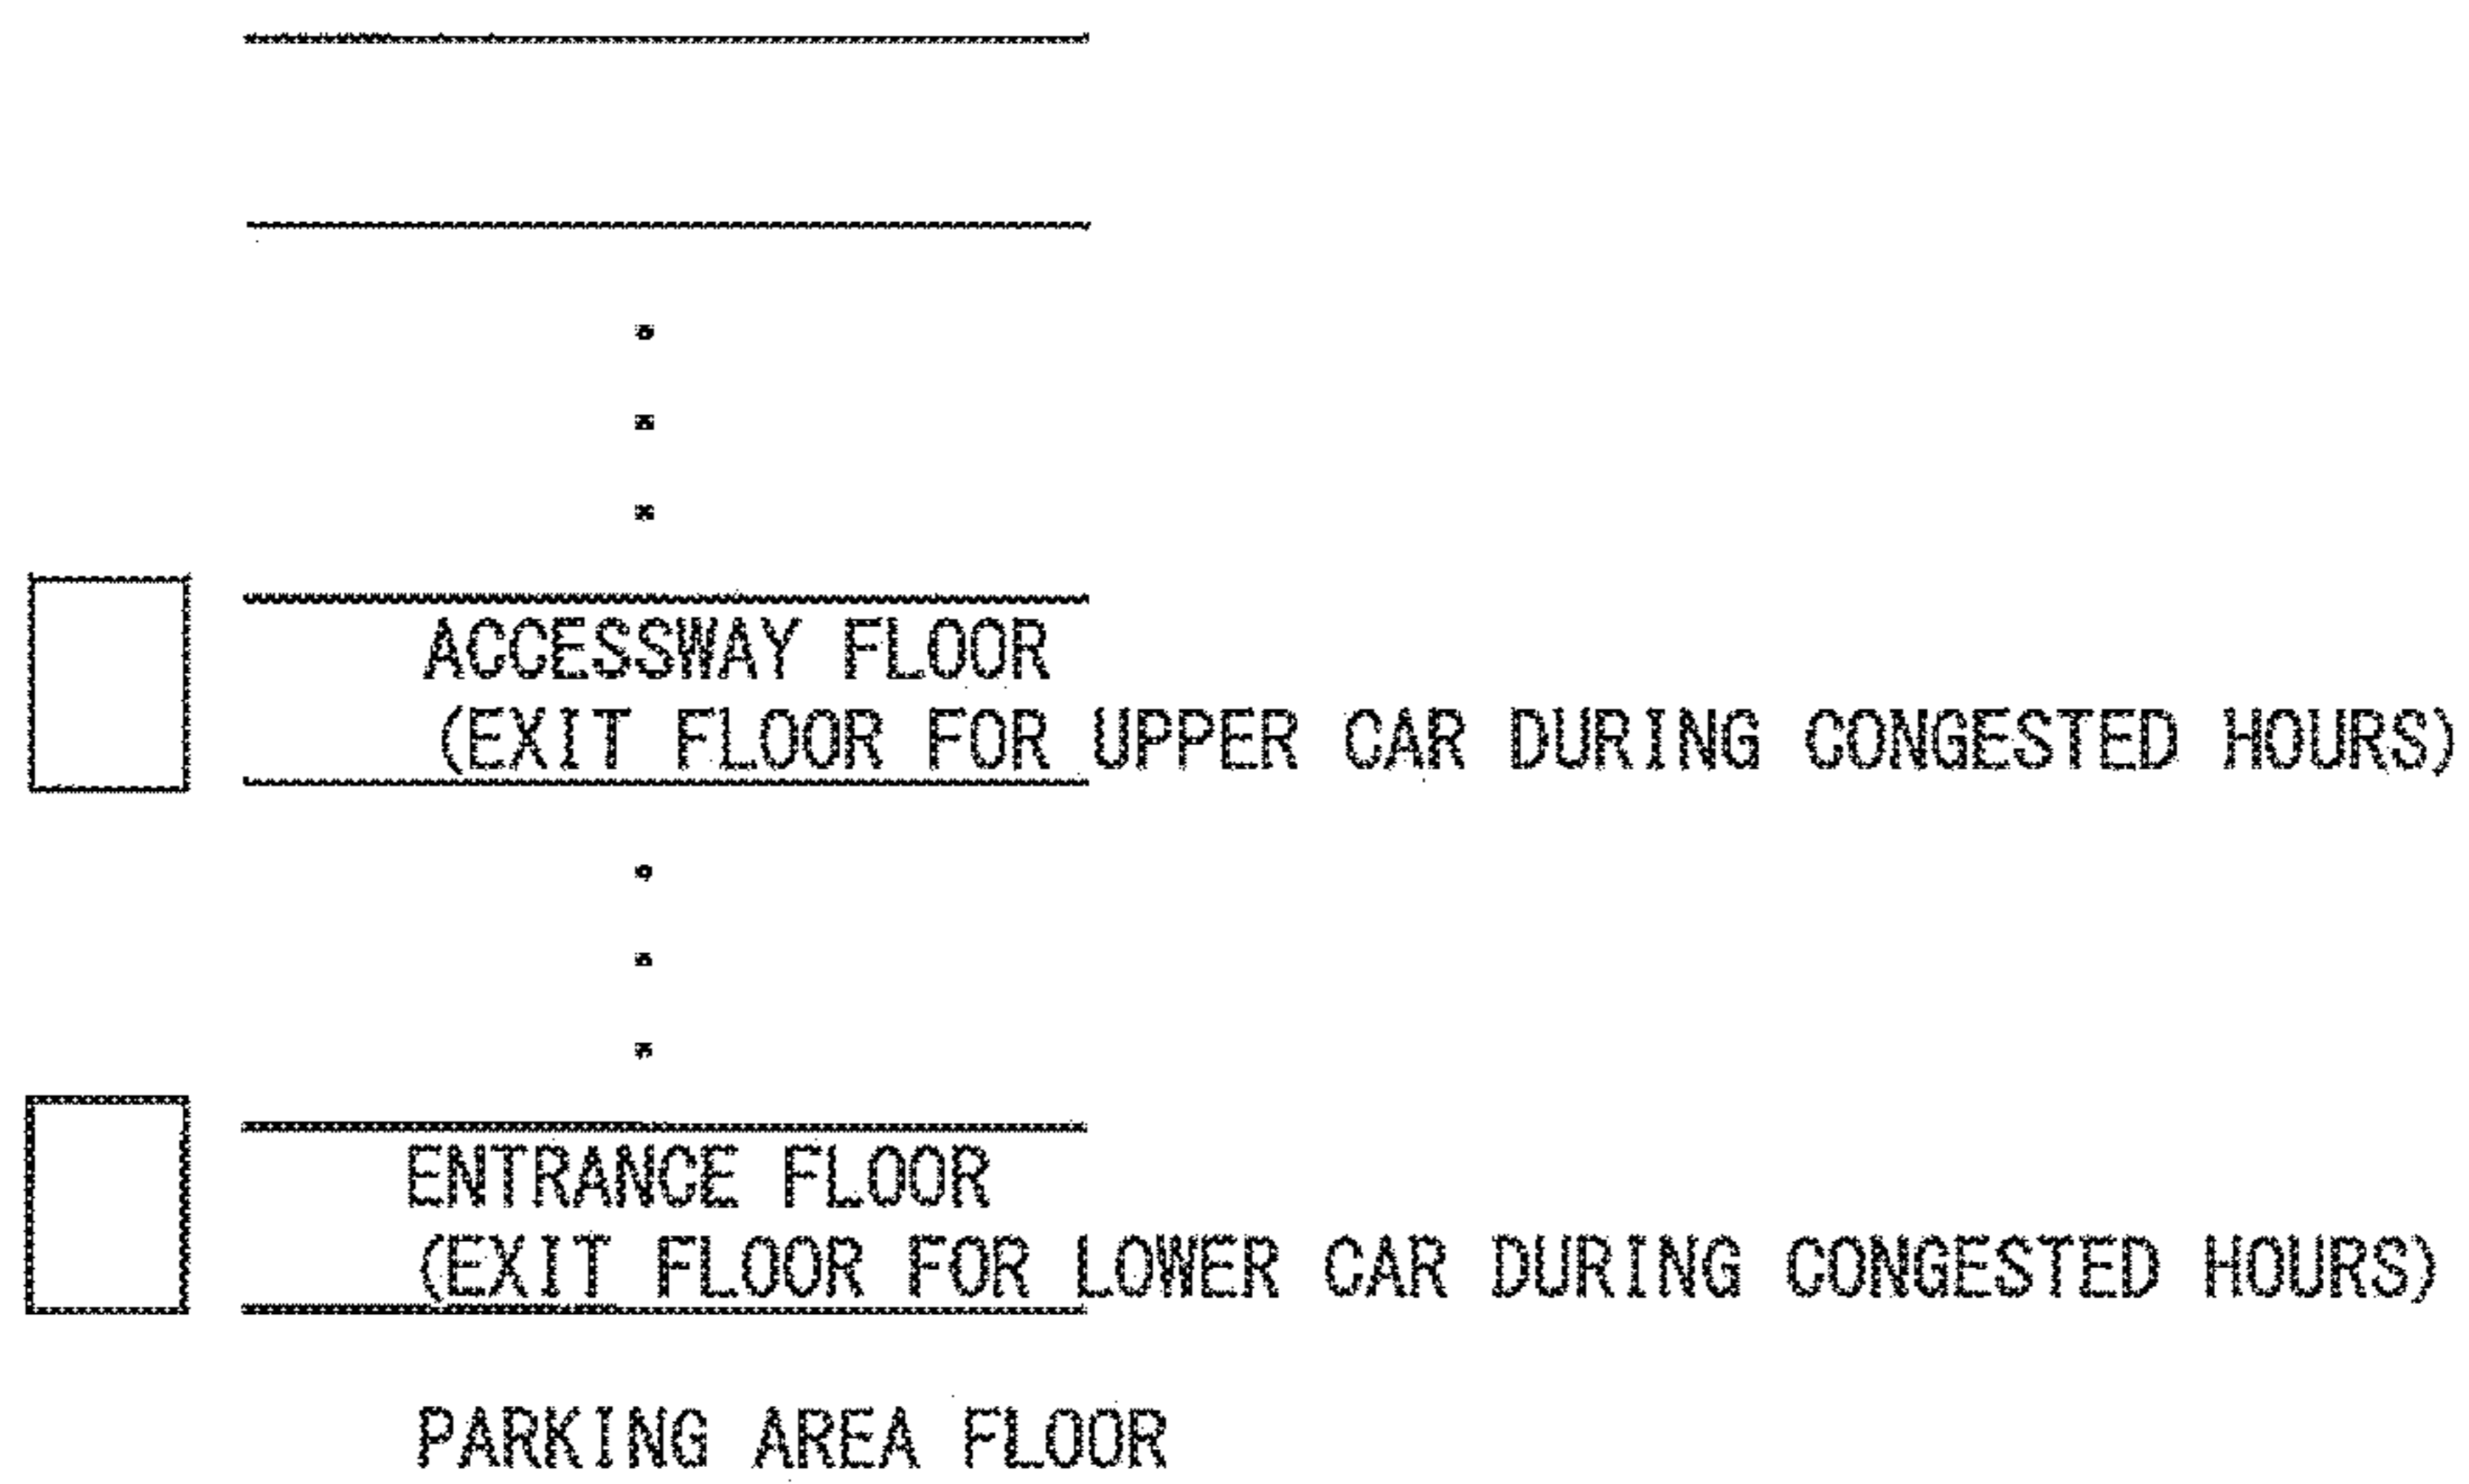 ACCESSWAY FLOOR
(EXIT FLOOR FOR UPPER CAR DURING CONGESTED HOURS)
ENTRANCE FLOOR
(EXIT FLOOR FOR LOWER CAR DURING CONGESTED HOURS)
PARKING AREA FLOOR